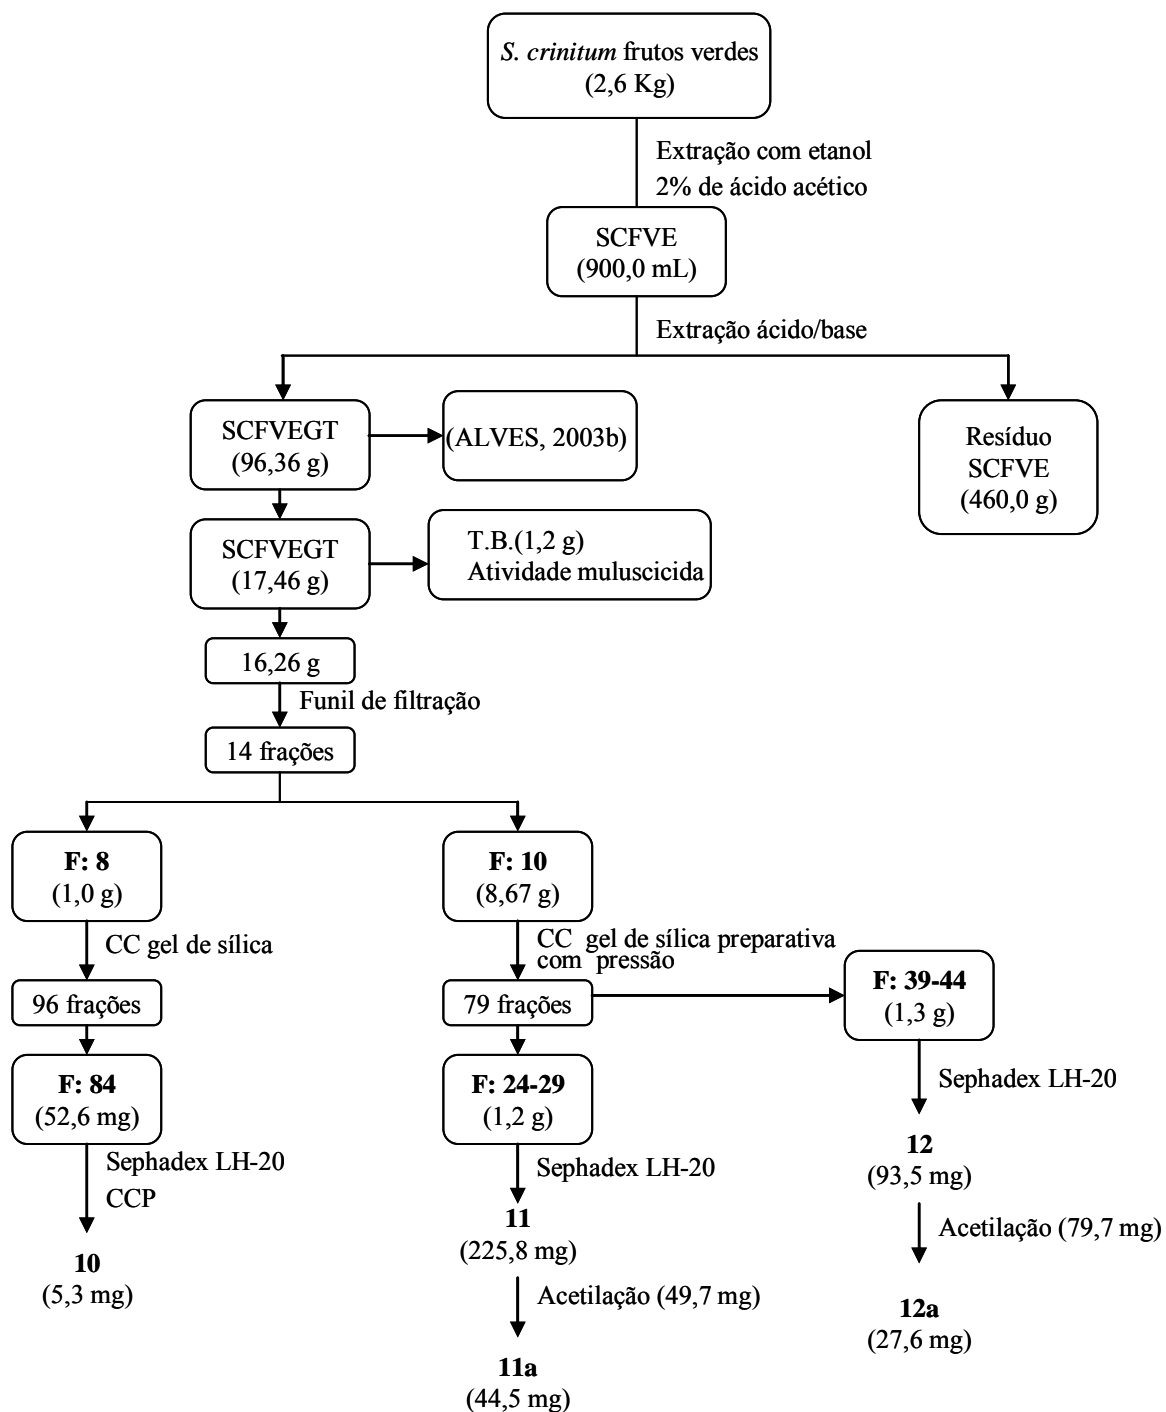 S. crinitum frutos verdes
(2,6 Kg)
Extração com etanol
2% de ácido acético
SCFVE
(900,0 mL)
Extração ácido/base
SCFVEGT
(96,36 g)
(ALVES, 2003b)
Resíduo
SCFVE
(460,0 g)
SCFVEGT
(17,46 g)
T.B.(1,2 g)
Atividade muluscicida
16,26 g
Funil de filtração
14 frações
F: 8
(1,0 g)
F: 10
(8,67 g)
CC gel de sílica
CC gel de sílica preparativa
com pressão
96 frações
79 frações
F: 39-44
(1,3 g)
F: 84
(52,6 mg)
F: 24-29
(1,2 g)
Sephadex LH-20
Sephadex LH-20
CCP
Sephadex LH-20
12
(93,5 mg)
10
(5,3 mg)
11
(225,8 mg)
Acetilação (79,7 mg)
Acetilação (49,7 mg)
12a
(27,6 mg)
11a
(44,5 mg)